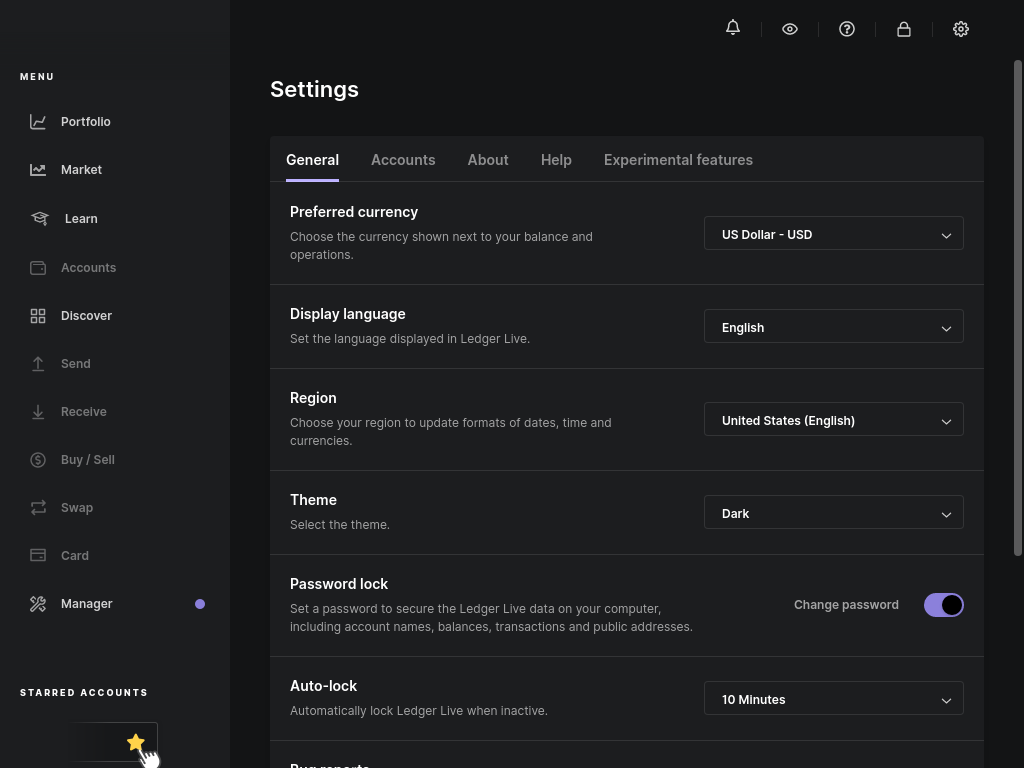 MENU
Portfolio
Market
Learn
Accounts
Discover
Send
Receive
Buy / Sell
Swap
Card
Manager
STARRED ACCOUNTS
Settings
General
Accounts
About
Help
Experimental features
Preferred currency
Choose the currency shown next to your balance and
operations.
US Dollar - USD
Display language
Set the language displayed in Ledger Live.
English
Region
Choose your region to update formats of dates, time and
currencies.
United States (English)
Theme
Select the theme.
Dark
Password lock
Set a password to secure the Ledger Live data on your computer,
including account names, balances, transactions and public addresses.
Change password
Auto-lock
Automatically lock Ledger Live when inactive.
10 Minutes
Bug reports